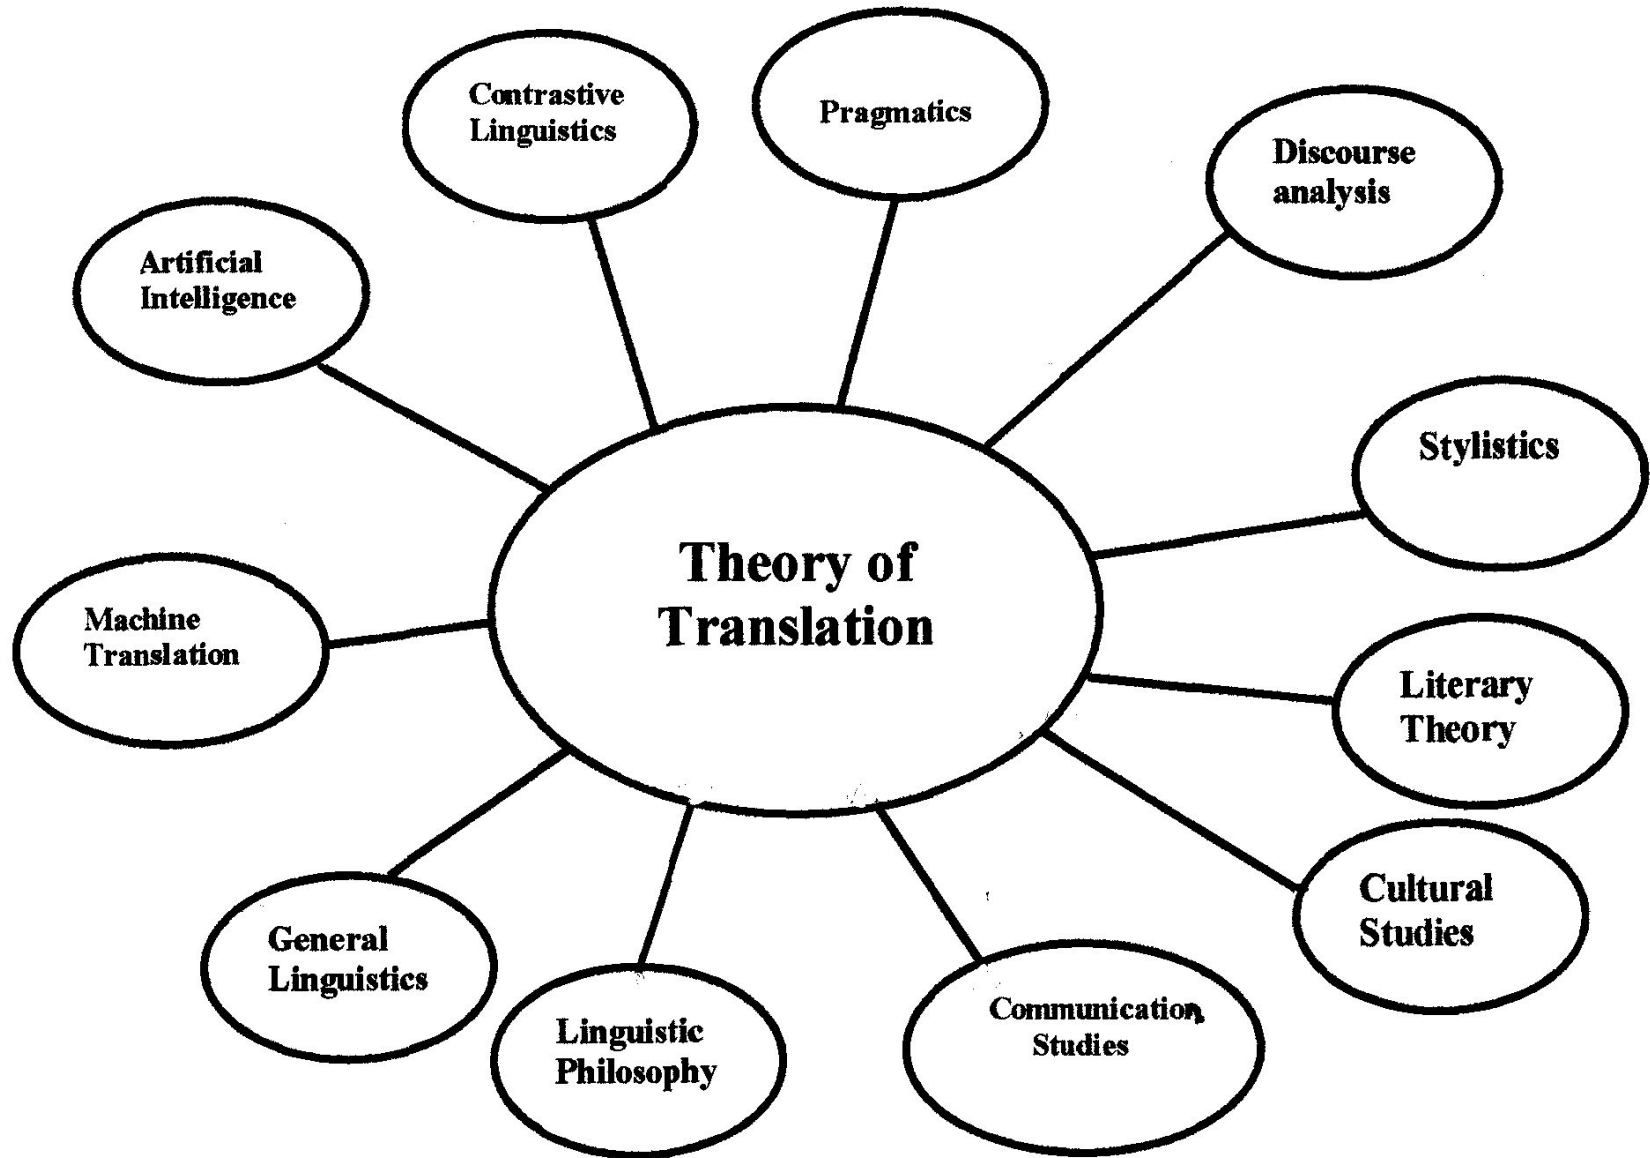 Contrastive
Linguistics
Pragmatics
Discourse
analysis
Artificial
Intelligence
Stylistics
Theory of
Translation
Machine
Translation
Literary
Theory
Cultural
Studies
General
Linguistics
Linguistic
Philosophy
Communication
Studies